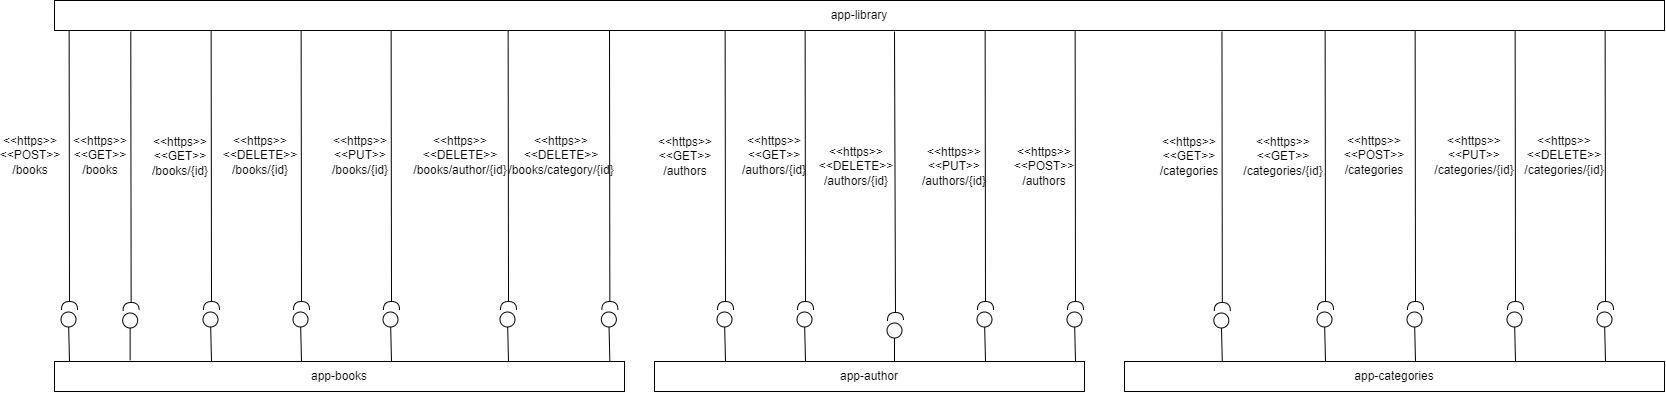 app-library
<<https>>
<<POST>>
/books
<<https>>
<<GET>>
/books
<<https>>
<<GET>>
/books/{id}
<<https>>
<<DELETE>>
/books/{id}
<<https>>
<<PUT>>
/books/{id}
<<https>>
<<DELETE>>
/books/author/{id}
<<https>>
<<DELETE>>
/books/category/{id}
<<https>>
<<GET>>
/authors
<<https>>
<<GET>>
/authors/{id}
<<https>>
<<DELETE>>
/authors/{id}
<<https>>
<<PUT>>
/authors/{id}
<<https>>
<<POST>>
/authors
<<https>>
<<GET>>
/categories
<<https>>
<<GET>>
/categories/{id}
<<https>>
<<POST>>
/categories
<<https>>
<<PUT>>
/categories/{id}
<<https>>
<<DELETE>>
/categories/{id}
app-books
app-author
app-categories